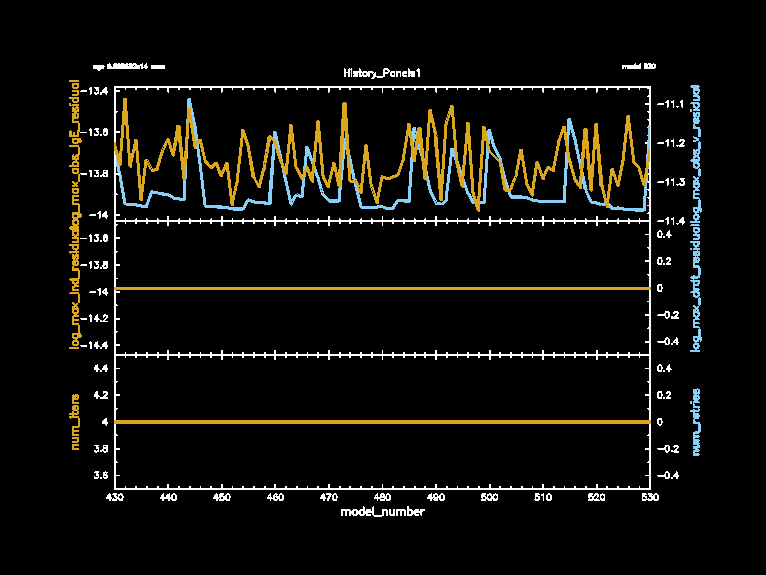 History_Panels1
model 530
log_max_abs_lgE_residual
-13.4
-13.6
-13.8
-14
-11.1
-11.2
-11.3
-11.4
log_max_abs_v_residual
log_max_lnd_residual
-13.6
-13.8
-14
-14.2
-14.4
0.4
0.2
0
-0.2
-0.4
log_max_drdt_residual
num_iters
4.4
4.2
4
3.8
3.6
0.4
0.2
0
-0.2
-0.4
num_retries
430 440 450 460 470 480 490 500 510 520 530
model_number